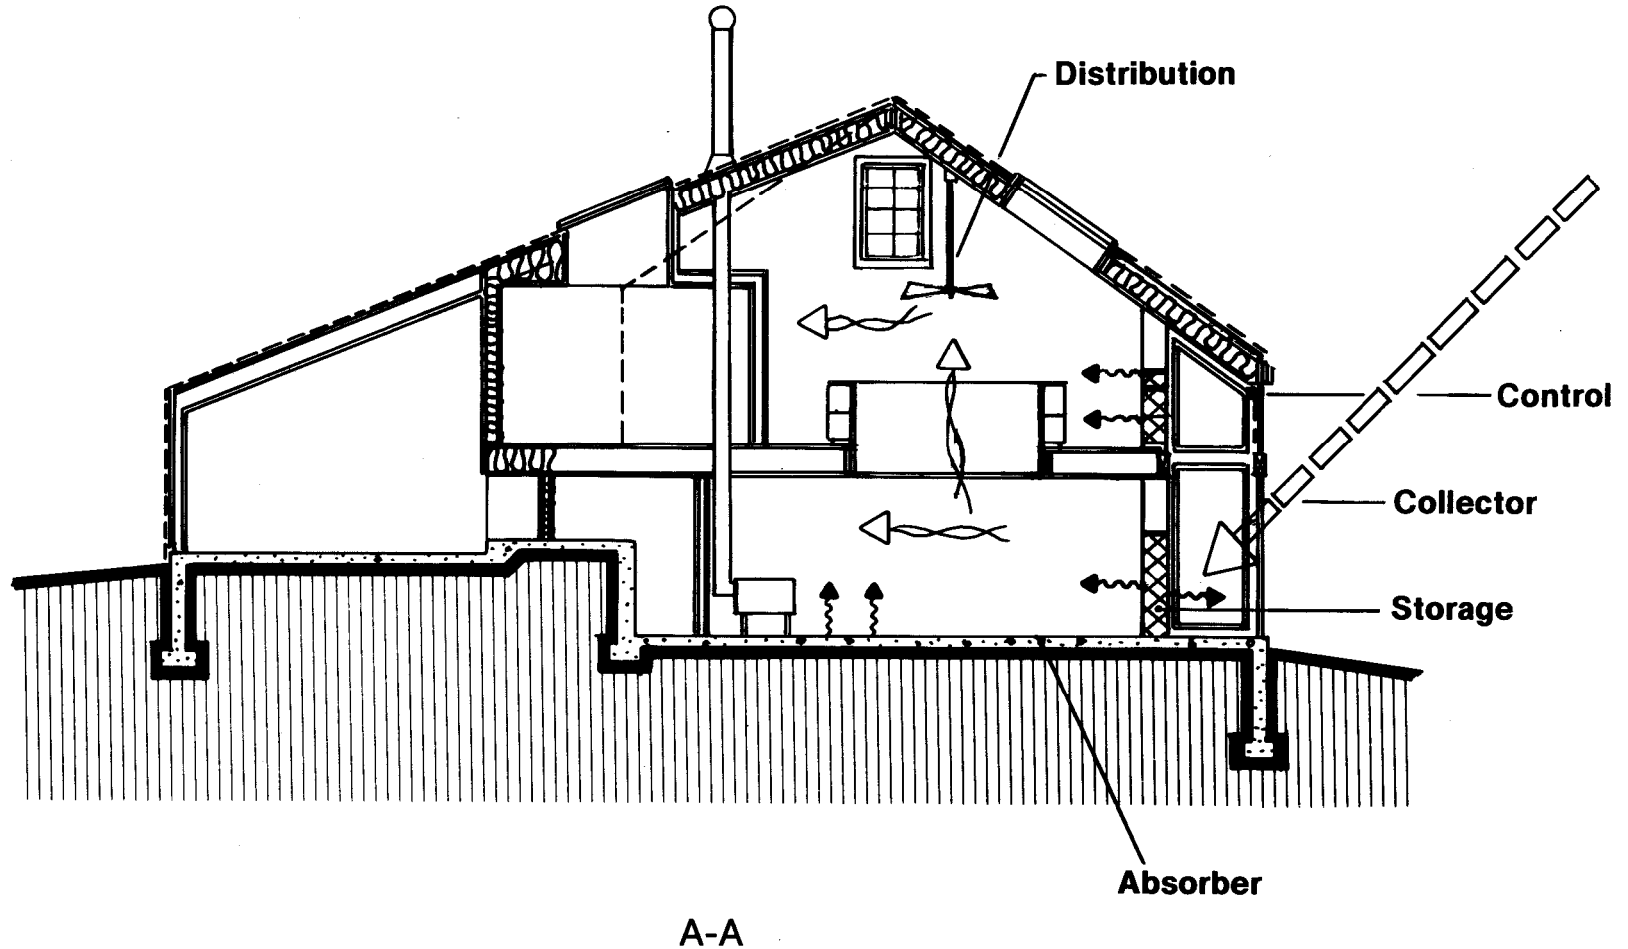 Distribution
Control
Collector
Storage
Absorber
A-A